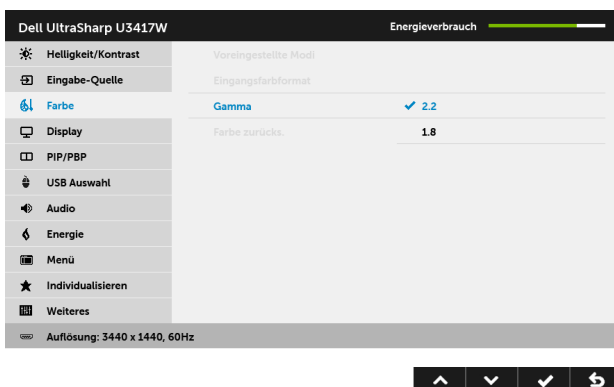 Dell UltraSharp U3417W
Energieverbrauch
Helligkeit/Kontrast
Voreingestellte Modi
Eingabe-Quelle
Eingangsfarbformat
Farbe
Gamma
2.2
Display
Farbe zurücks.
1.8
PIP/PBP
USB Auswahl
Audio
Energie
Menü
Individualisieren
Weiteres
Auflösung: 3440 x 1440, 60Hz